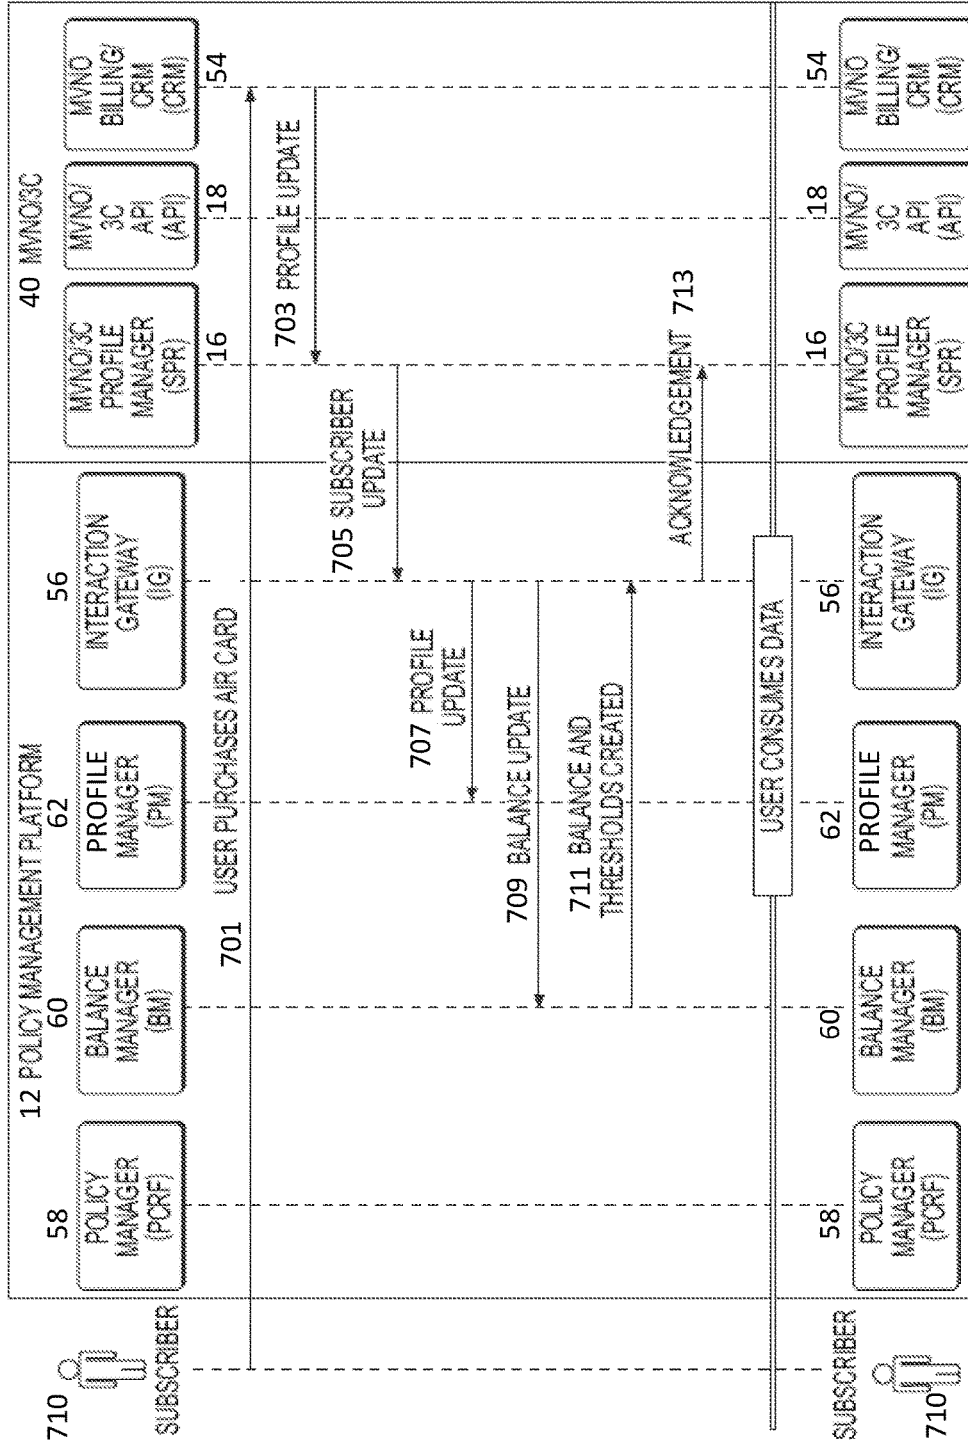 12 POLICY MANAGEMENT PLATFORM
40 MVNO/3C
710
SUBSCRIBER
58
POLICY
MANAGER
(PCRF)
60
BALANCE
MANAGER
(BM)
62
PROFILE
MANAGER
(PM)
56
INTERACTION
GATEWAY
(IG)
MVNO/3C
PROFILE
MANAGER
(SPR)
16
MVNO/
3C
API
(API)
18
MVNO
BILLING/
CRM
(CRM)
54
701 USER PURCHASES AIR CARD
703 PROFILE UPDATE
705 SUBSCRIBER
UPDATE
707 PROFILE
UPDATE
709 BALANCE UPDATE
711 BALANCE AND
THRESHOLDS CREATED
ACKNOWLEDGEMENT 713
USER CONSUMES DATA
SUBSCRIBER
710
58
POLICY
MANAGER
(PCRF)
60
BALANCE
MANAGER
(BM)
62
PROFILE
MANAGER
(PM)
56
INTERACTION
GATEWAY
(IG)
16
MVNO/3C
PROFILE
MANAGER
(SPR)
18
MVNO/
3C
API
(API)
54
MVNO
BILLING/
CRM
(CRM)